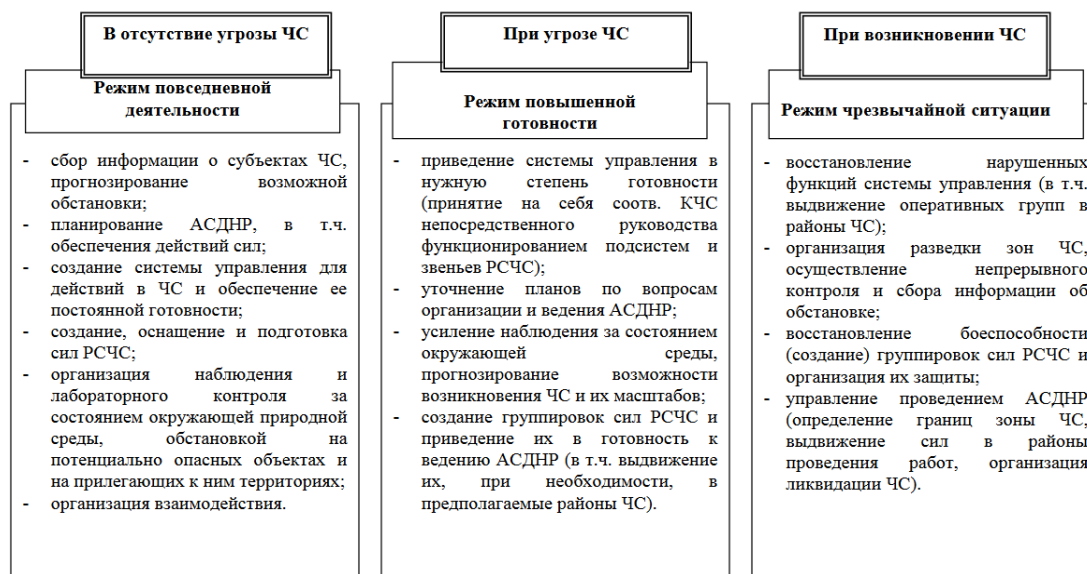 В отсутствие угрозы ЧС
Режим повседневной
деятельности
- сбор информации о субъектах ЧС,
прогнозирование возможной
обстановки;
- планирование АСДНР, в т.ч.
обеспечения действий сил;
- создание системы управления для
действий в ЧС и обеспечение ее
постоянной готовности;
- создание, оснащение и подготовка
сил РСЧС;
- организация наблюдения и
лабораторного контроля за
состоянием окружающей природной
среды, обстановкой на
потенциально опасных объектах и
на прилегающих к ним территориях;
- организация взаимодействия.
При угрозе ЧС
Режим повышенной
готовности
- приведение системы управления в
нужную степень готовности
(принятие на себя соотв. КЧС
непосредственного руководства
функционированием подсистем и
звеньев РСЧС);
- уточнение планов по вопросам
организации и ведения АСДНР;
- усиление наблюдения за состоянием
окружающей среды,
прогнозирование возможности
возникновения ЧС и их масштабов;
- создание группировок сил РСЧС и
приведение их в готовность к
ведению АСДНР (в т.ч. выдвижение
их, при необходимости, в
предполагаемые районы ЧС).
При возникновении ЧС
Режим чрезвычайной ситуации
- восстановление нарушенных
функций системы управления (в т.ч.
выдвижение оперативных групп в
районы ЧС);
- организация разведки зон ЧС,
осуществление непрерывного
контроля и сбора информации об
обстановке;
- восстановление боеспособности
(создание) группировок сил РСЧС и
организация их защиты;
- управление проведением АСДНР
(определение границ зоны ЧС,
выдвижение сил в районы
проведения работ, организация
ликвидации ЧС).